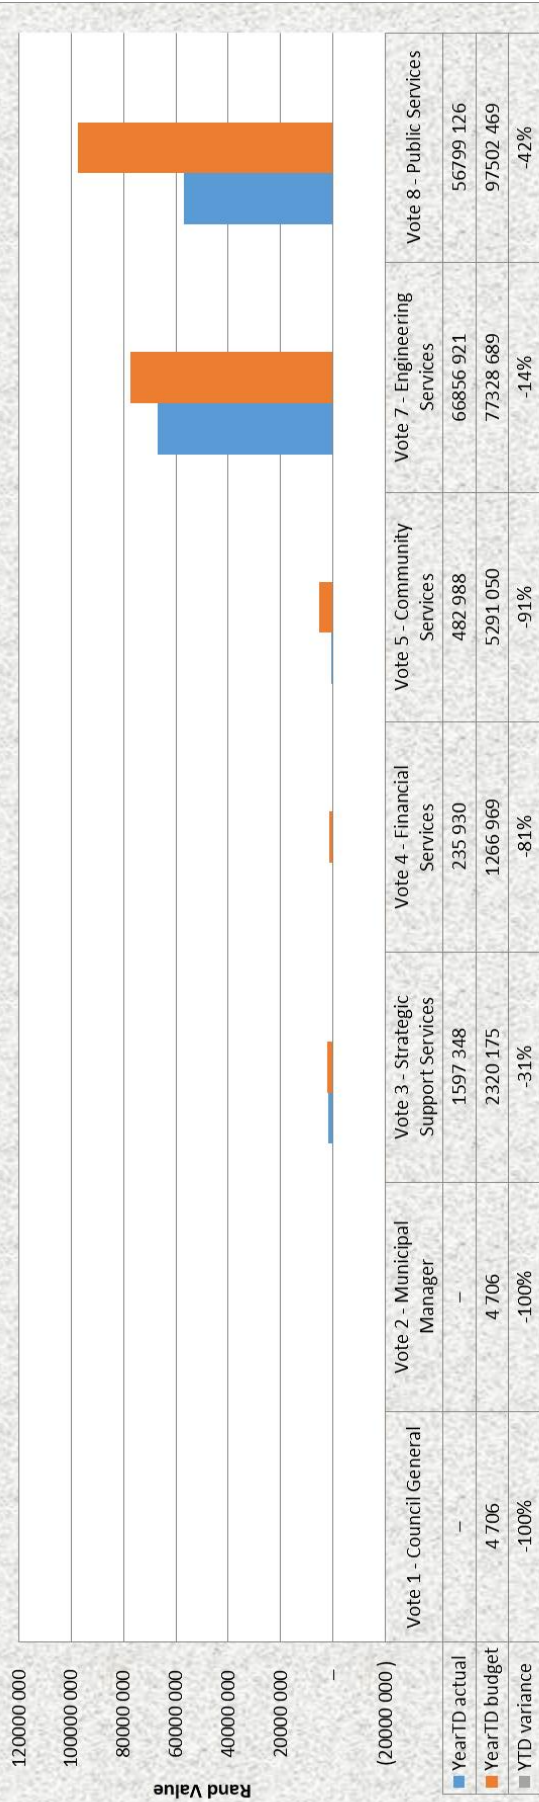 120000 000
100000 000
80000 000
60000 000
40000 000
20000 000
–
(20000 000 )
Rand Value
Vote 1 - Council General
Vote 2 - Municipal
Manager
Vote 3 - Strategic
Support Services
Vote 4 - Financial
Services
Vote 5 - Community
Services
Vote 7 - Engineering
Services
Vote 8 - Public Services
YearTD actual – – 1597 348 235 930 482 988 66856 921 56799 126
YearTD budget 4 706 4 706 2320 175 1266 969 5291 050 77328 689 97502 469
YTD variance -100% -100% -31% -81% -91% -14% -42%